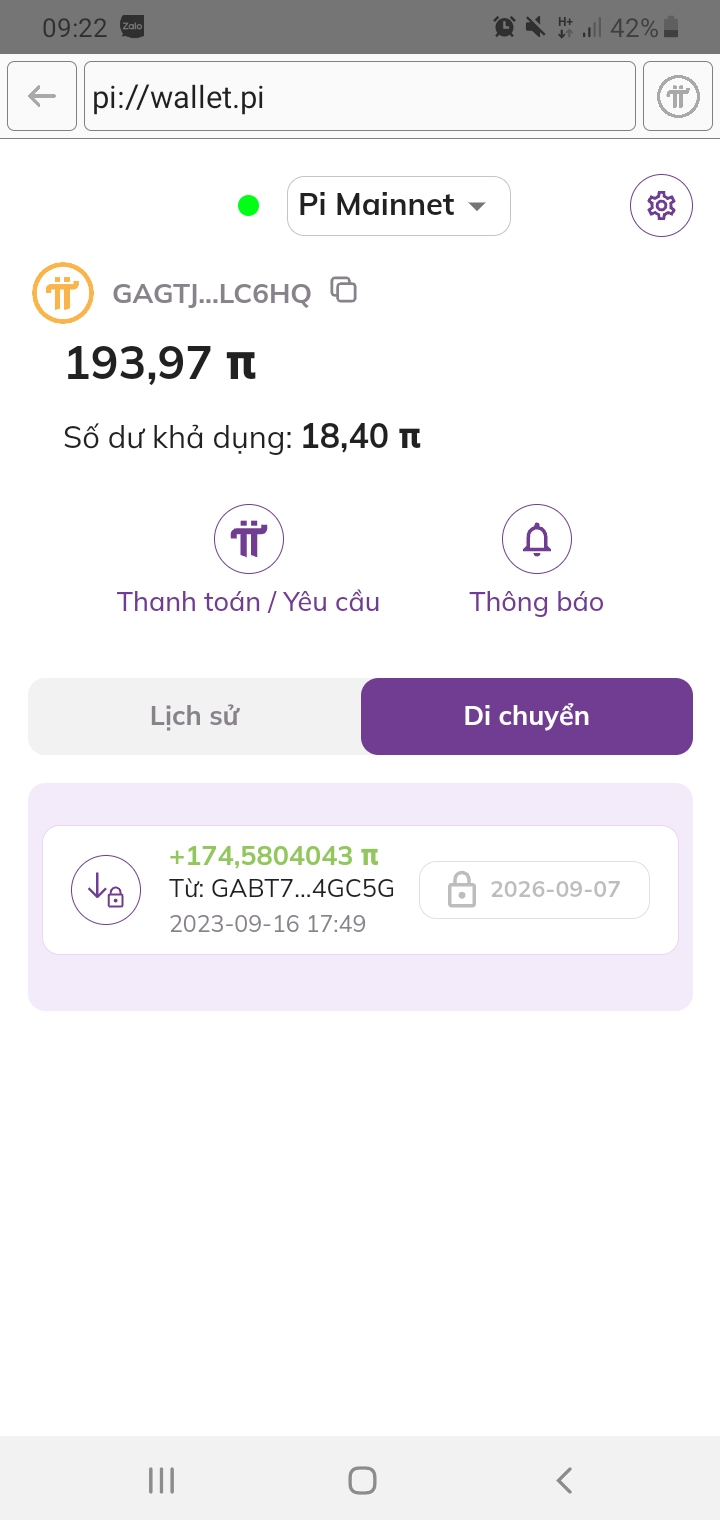 09:22 Zalo H+ 42%
pi://wallet.pi
Pi Mainnet
GAGTJ...LC6HQ
193,97 π
Số dư khả dụng: 18,40 π
Thanh toán / Yêu cầu Thông báo
Lịch sử Di chuyển
+174,5804043 π
Từ: GABT7...4GC5G
2026-09-07
2023-09-16 17:49